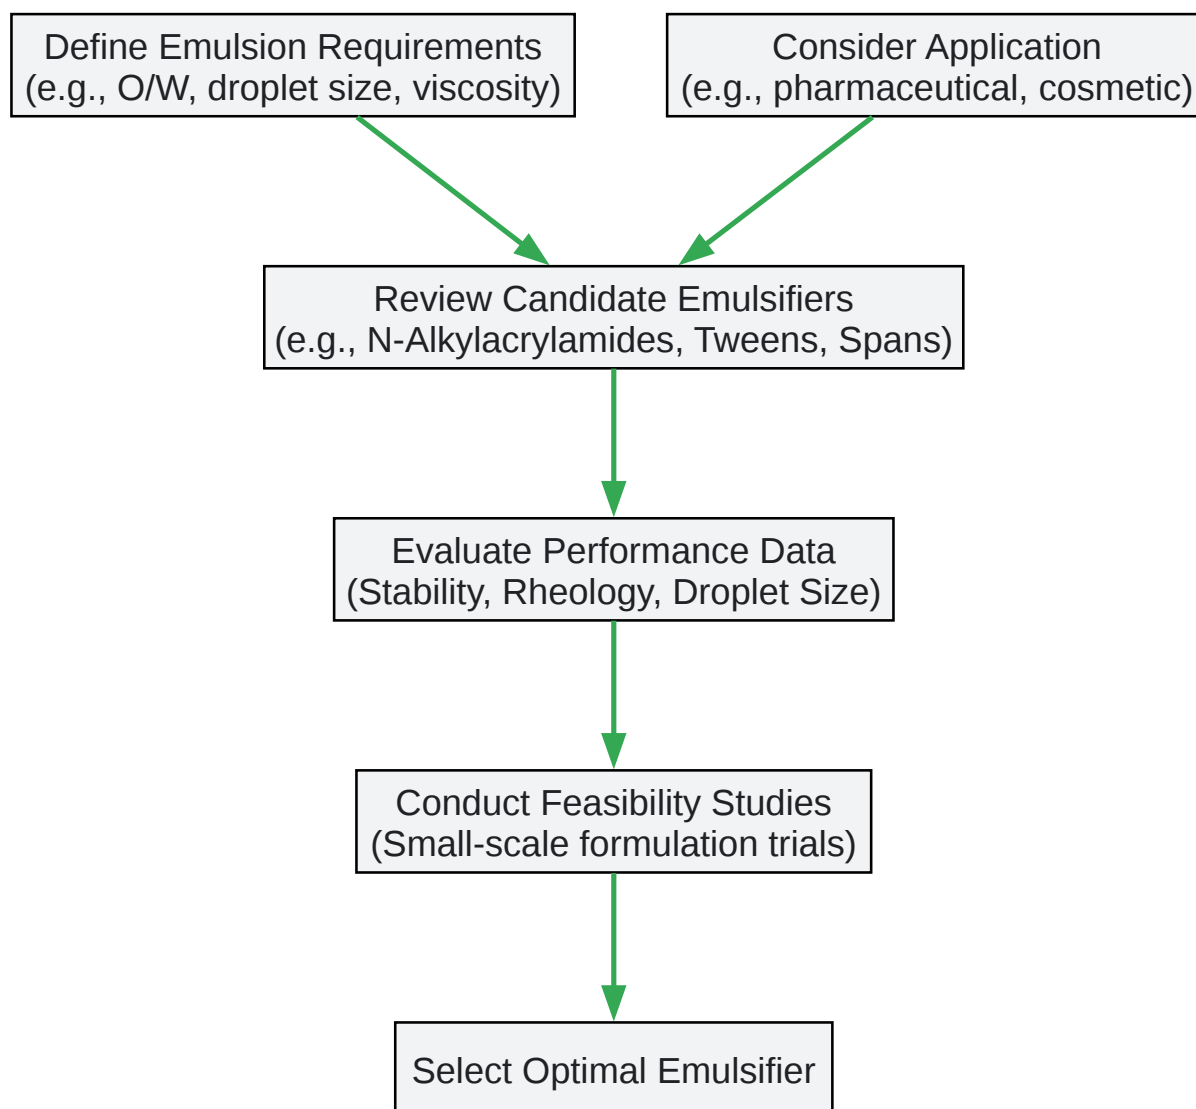 Define Emulsion Requirements
(e.g., O/W, droplet size, viscosity)
Consider Application
(e.g., pharmaceutical, cosmetic)
Review Candidate Emulsifiers
(e.g., N-Alkylacrylamides, Tweens, Spans)
Evaluate Performance Data
(Stability, Rheology, Droplet Size)
Conduct Feasibility Studies
(Small-scale formulation trials)
Select Optimal Emulsifier